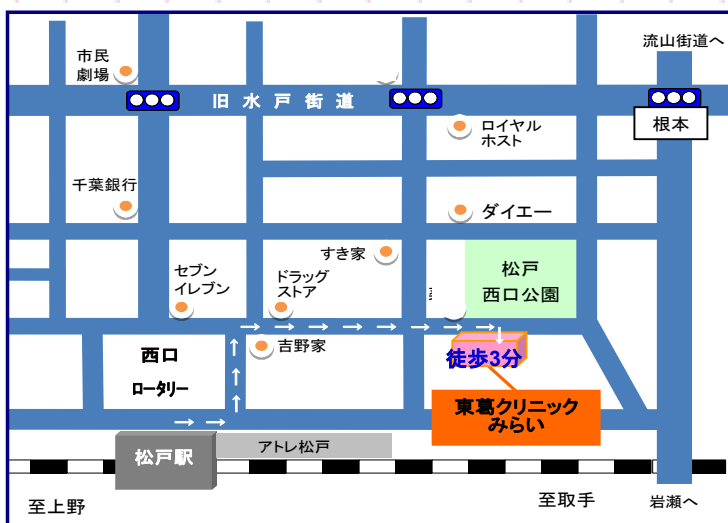 流山街道へ
市民
劇場
旧水戸街道
根本
ロイヤル
ホスト
千葉銀行
ダイエー
すき家
松戸
西口公園
セブン
イレブン
ドラッグ
ストア
西口
ロータリー
吉野家
徒歩3分
東葛クリニック
みらい
松戸駅
アトレ松戸
至上野
至取手
岩瀬へ